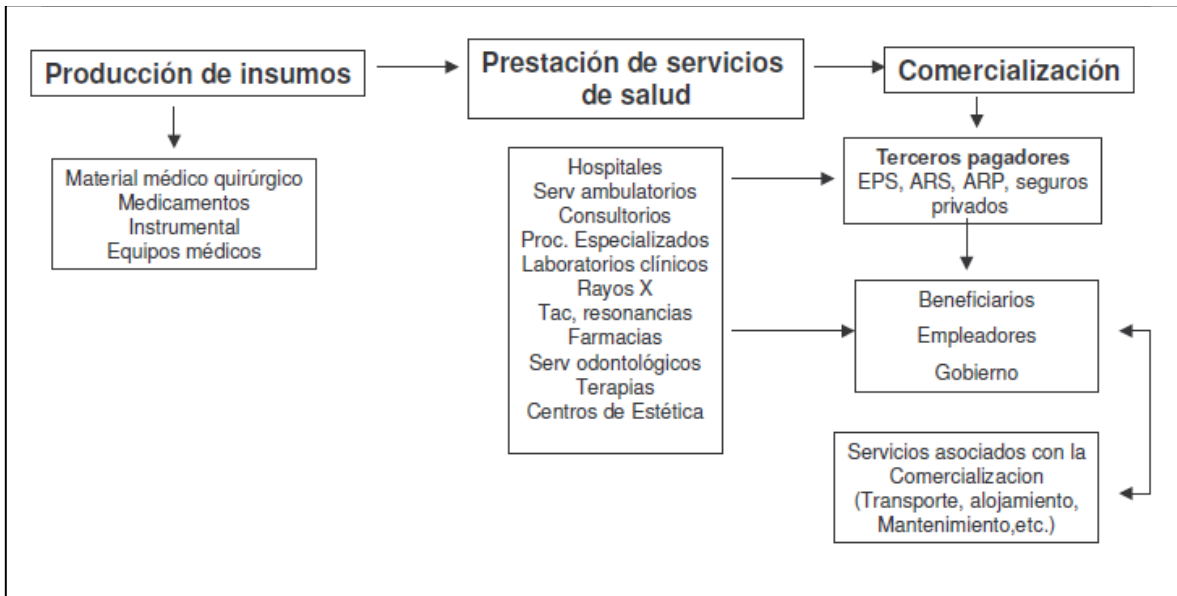 Producción de insumos
Prestación de servicios
de salud
Comercialización
Material médico quirúrgico
Medicamentos
Instrumental
Equipos médicos
Hospitales
Serv ambulatorios
Consultorios
Proc. Especializados
Laboratorios clínicos
Rayos X
Tac, resonancias
Farmacias
Serv odontológicos
Terapias
Centros de Estética
Terceros pagadores
EPS, ARS, ARP, seguros
privados
Beneficiarios
Empleadores
Gobierno
Servicios asociados con la
Comercializacion
(Transporte, alojamiento,
Mantenimiento,etc.)